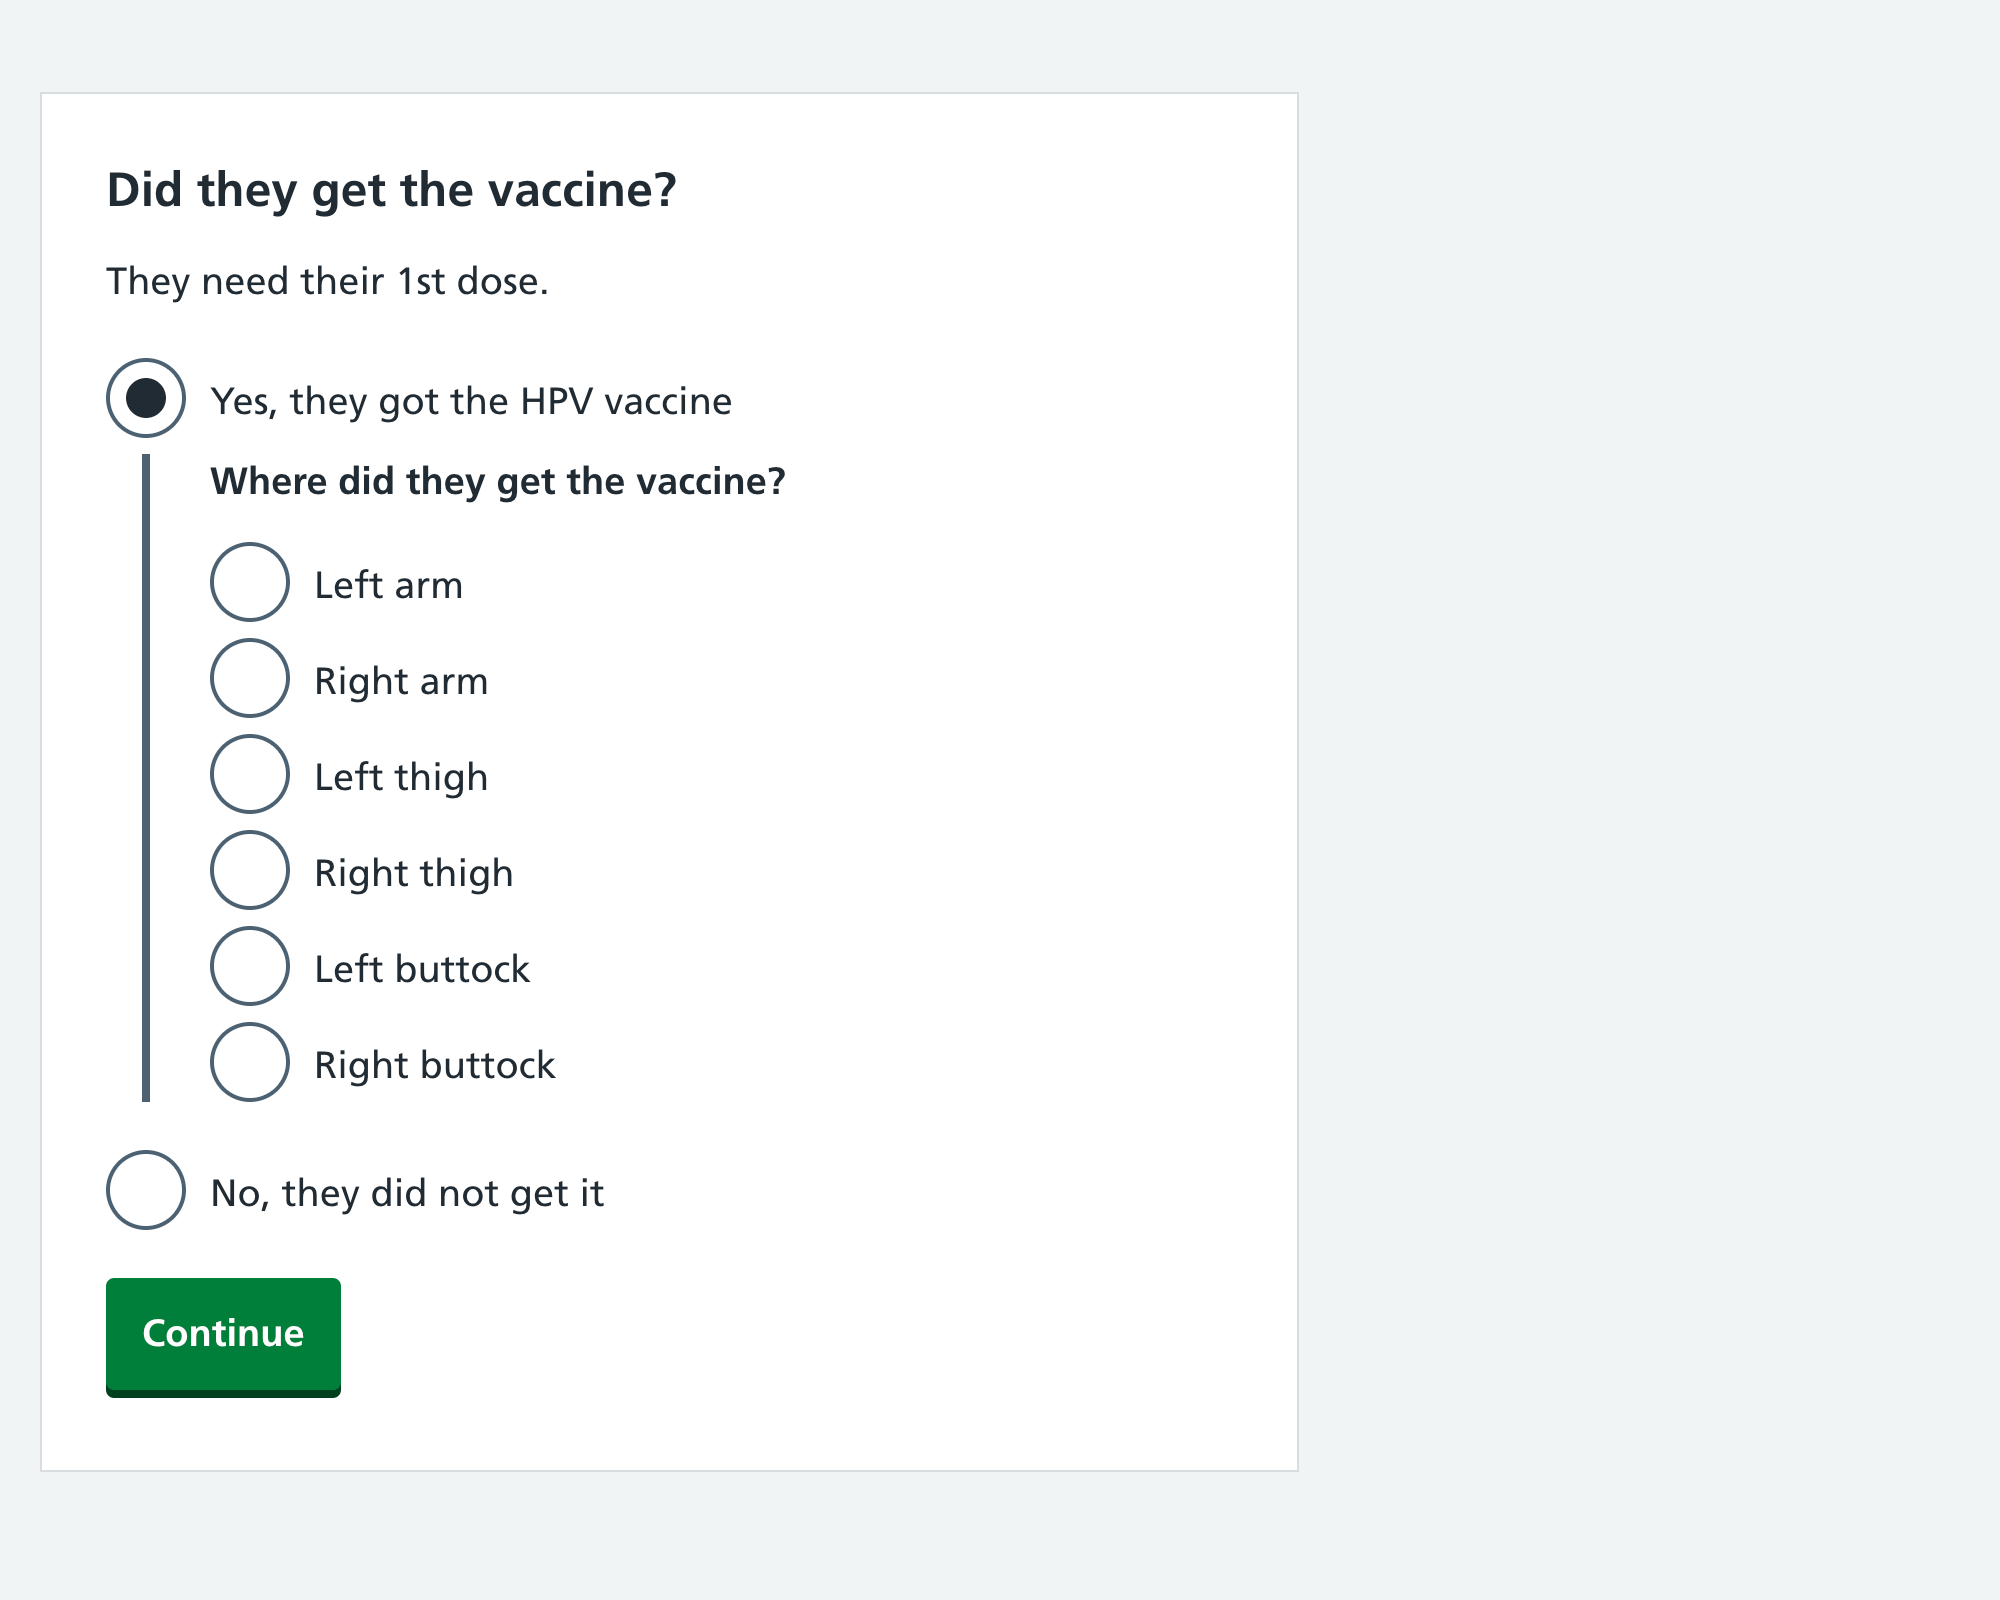 Did they get the vaccine?
They need their 1st dose.
Yes, they got the HPV vaccine
Where did they get the vaccine?
Left arm
Right arm
Left thigh
Right thigh
Left buttock
Right buttock
No, they did not get it
Continue